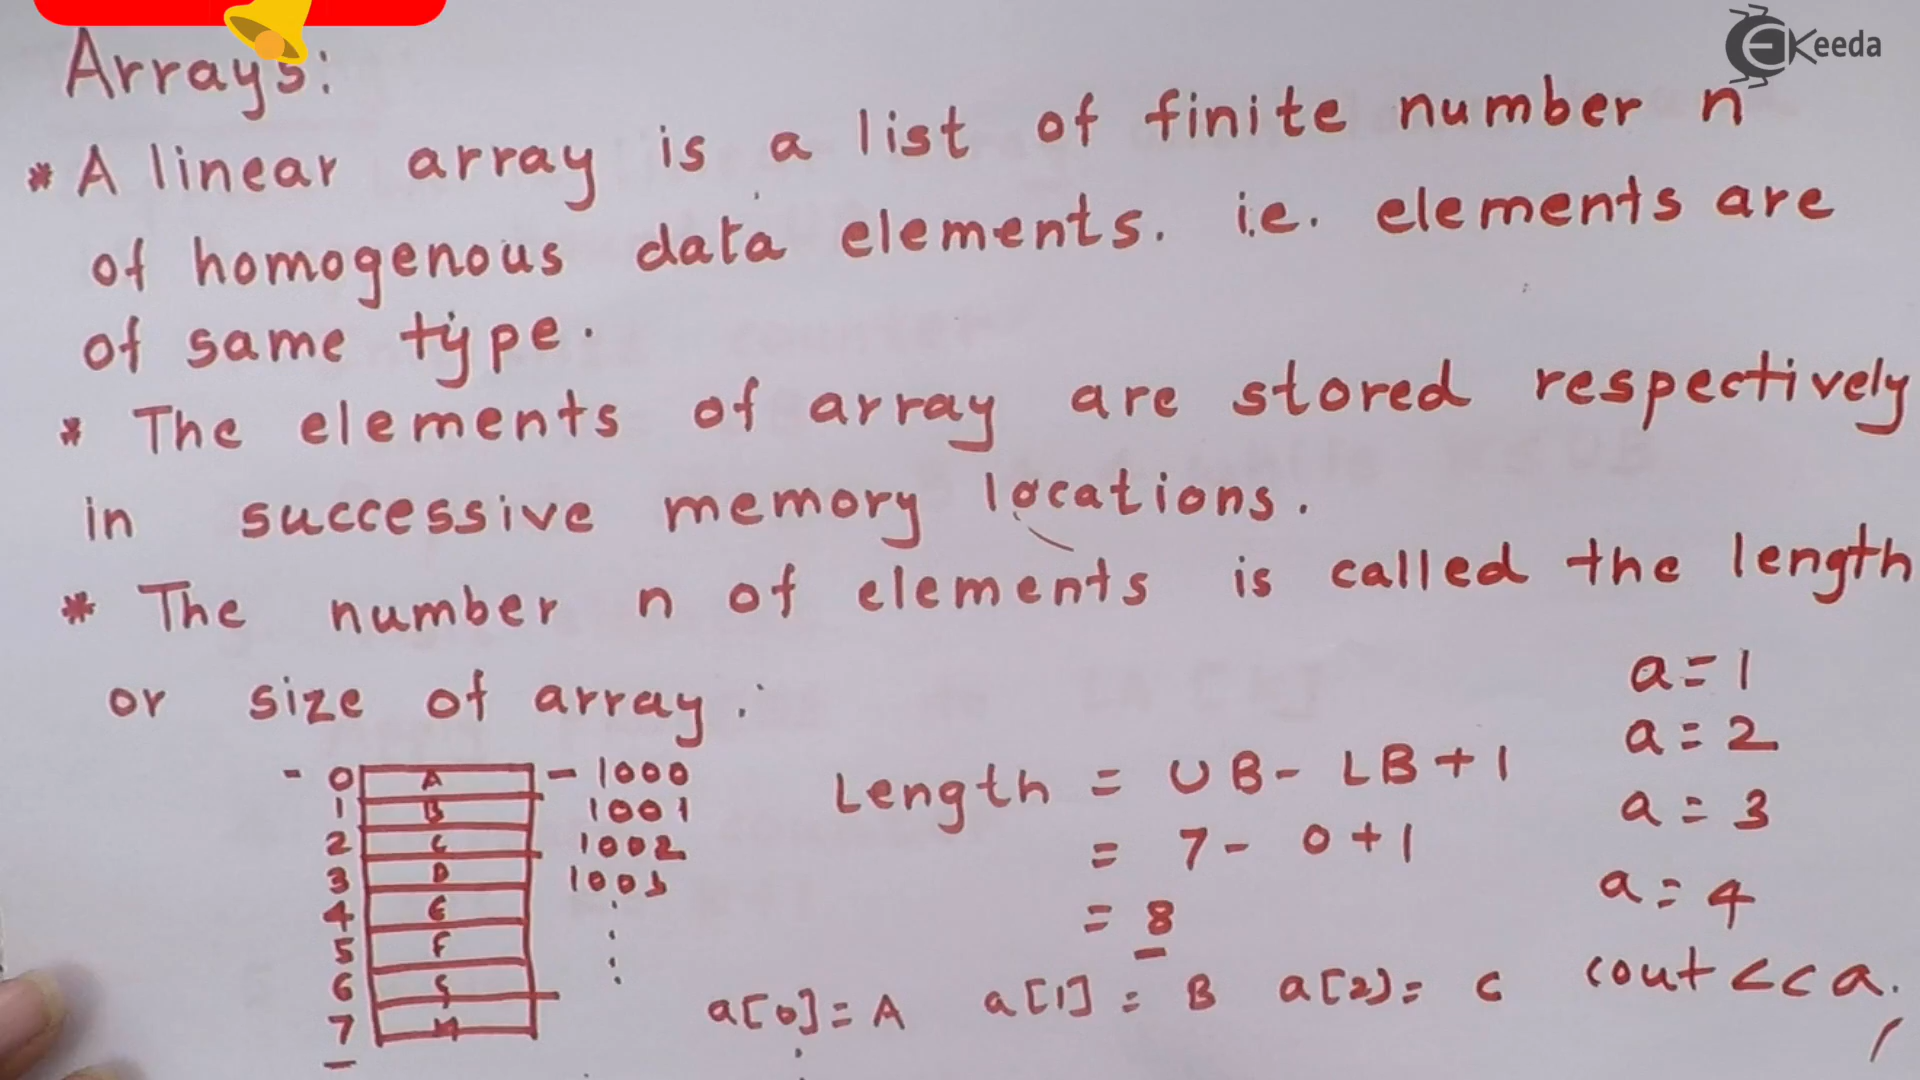 Arrays:
EKeeda
* A linear array is a list of finite number n
of homogenous data elements. i.e. elements are
of same type.
* The elements of array are stored respectively
in successive memory locations.
* The number n of elements is called the length
or size of array.
a=1
a=2
a=3
a=4
cout<<a.
- 0 A - 1000
1 B 1001
2 C 1002
3 D 1003
4 E
5 F
6 G
7 H
Length = UB - LB + 1
= 7 - 0 + 1
= 8
a[0]=A a[1]=B a[2]=C